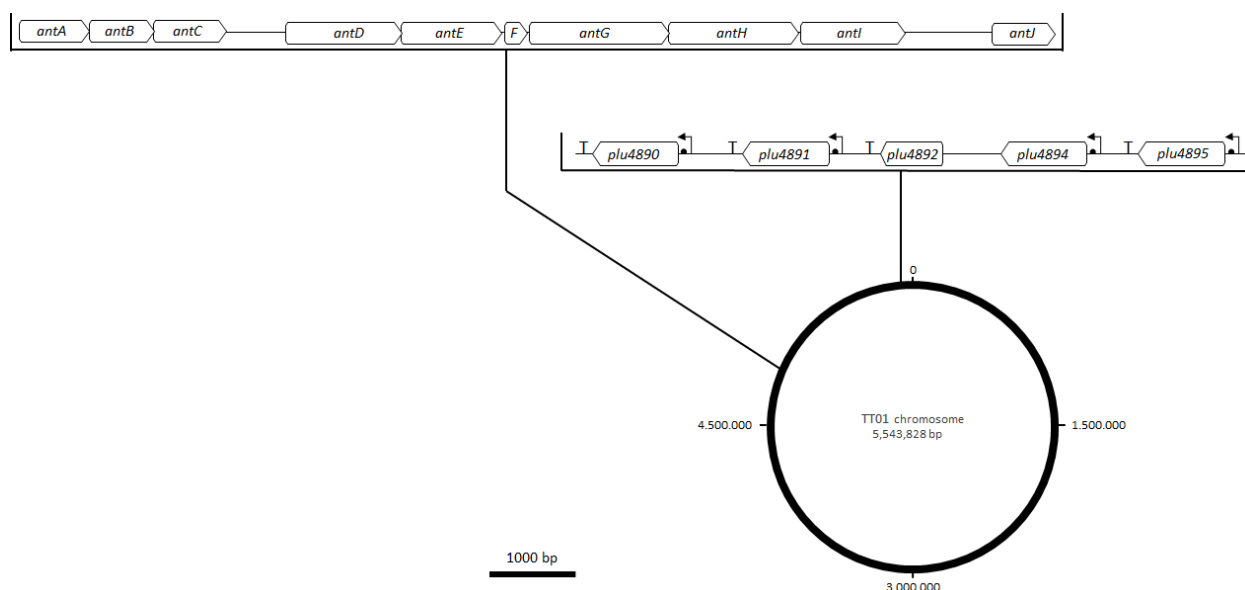 antA antB antC antD antE F antG antH antI antJ
T plu4890 T plu4891 T plu4892 plu4894 T plu4895
0
TT01 chromosome
5,543,828 bp
4.500.000
1.500.000
1000 bp
3.000.000